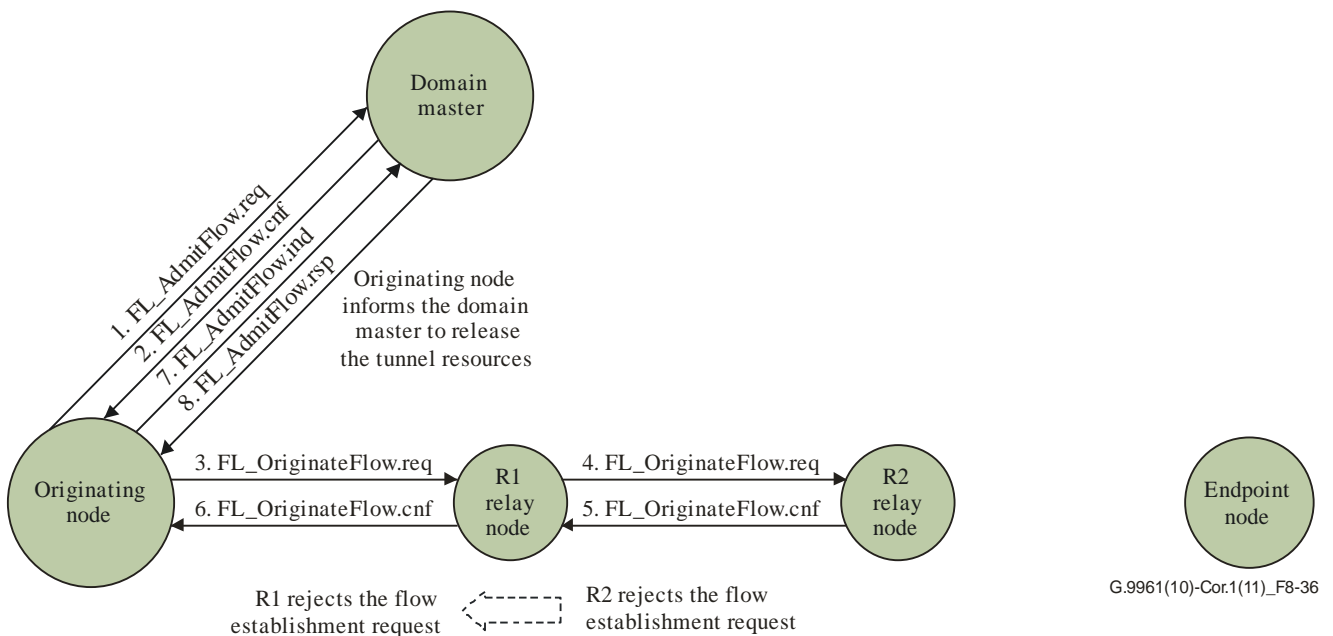 Domain
master
1. FL_AdmitFlow.req
2. FL_AdmitFlow.cnf
7. FL_AdmitFlow.ind
8. FL_AdmitFlow.rsp
Originating node
informs the domain
master to release
the tunnel resources
Originating
node
3. FL_OriginateFlow.req
6. FL_OriginateFlow.cnf
R1
relay
node
4. FL_OriginateFlow.req
5. FL_OriginateFlow.cnf
R2
relay
node
Endpoint
node
G.9961(10)-Cor.1(11)_F8-36
R1 rejects the flow
establishment request
R2 rejects the flow
establishment request